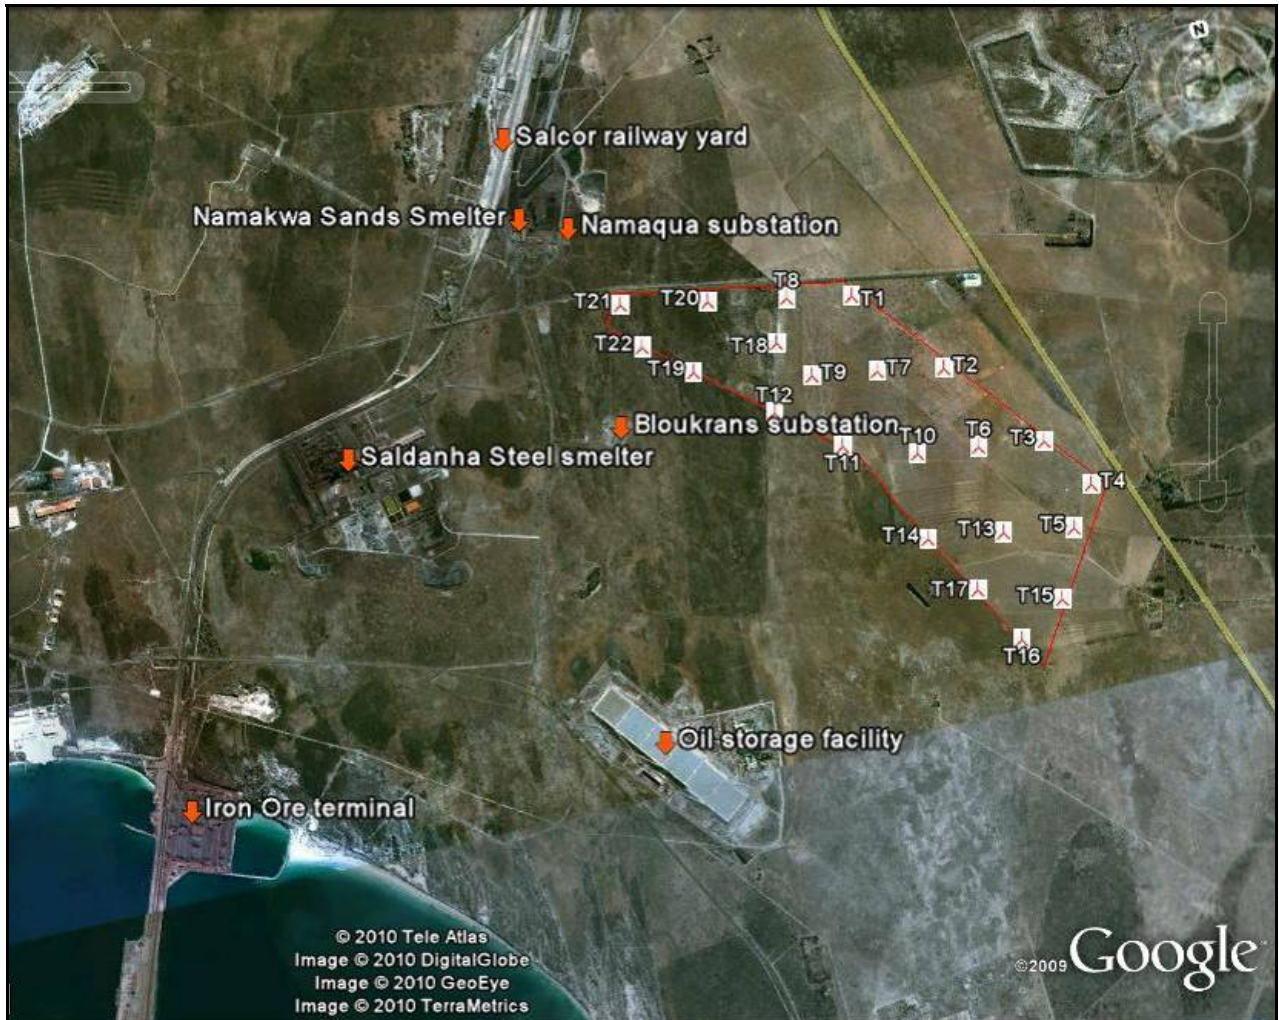 N
Salcor railway yard
Namakwa Sands Smelter
Namaqua substation
T8
T21
T20
T1
T22
T18
T19
T9
T7
T2
T12
Bloukrans substation
T10
T6
T3
T11
Saldanha Steel smelter
T4
T14
T13
T5
T17
T15
T16
Oil storage facility
Iron Ore terminal
© 2010 Tele Atlas
Image © 2010 DigitalGlobe
Image © 2010 GeoEye
Image © 2010 TerraMetrics
©2009 Google